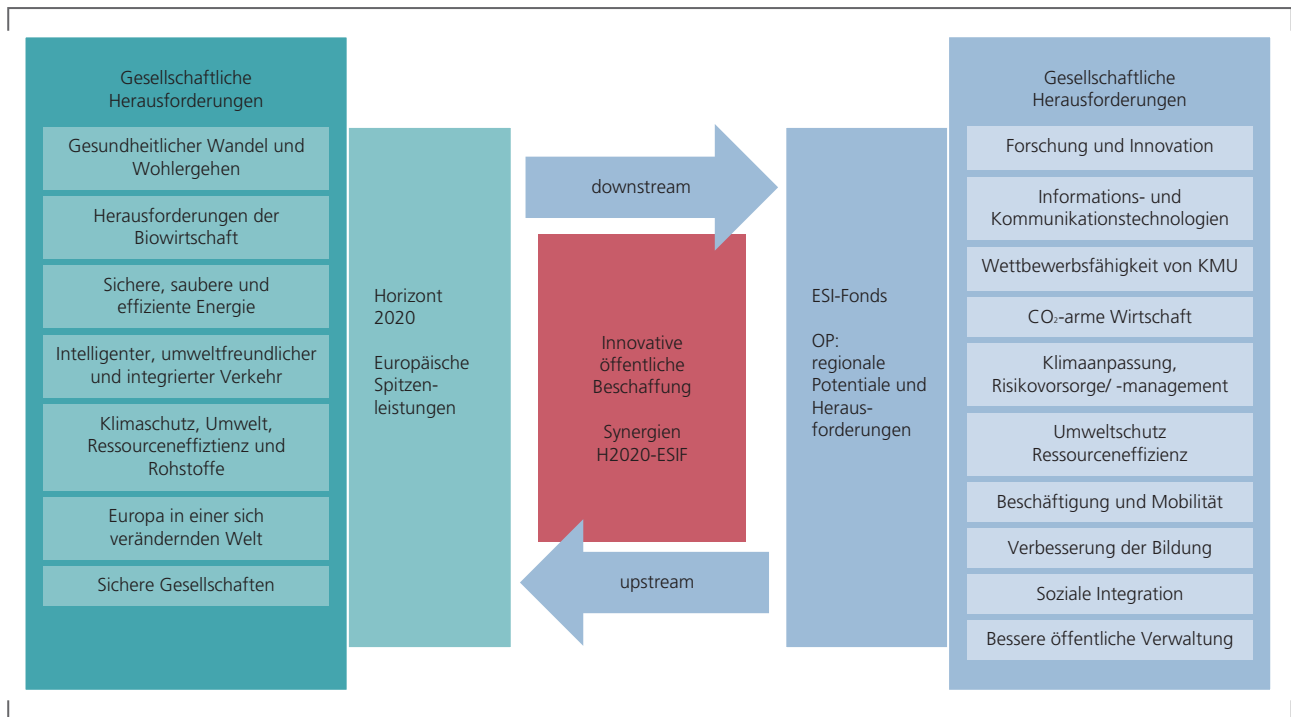 Gesellschaftliche
Herausforderungen
Gesundheitlicher Wandel und
Wohlergehen
Herausforderungen der
Biowirtschaft
Sichere, saubere und
effiziente Energie
Intelligenter, umweltfreundlicher
und integrierter Verkehr
Klimaschutz, Umwelt,
Ressourceneffiztienz und
Rohstoffe
Europa in einer sich
verändernden Welt
Sichere Gesellschaften
Horizont
2020
Europäische
Spitzen-
leistungen
downstream
Innovative
öffentliche
Beschaffung
Synergien
H2020-ESIF
upstream
ESI-Fonds
OP:
regionale
Potentiale und
Heraus-
forderungen
Gesellschaftliche
Herausforderungen
Forschung und Innovation
Informations- und
Kommunikationstechnologien
Wettbewerbsfähigkeit von KMU
CO₂-arme Wirtschaft
Klimaanpassung,
Risikovorsorge/ -management
Umweltschutz
Ressourceneffizienz
Beschäftigung und Mobilität
Verbesserung der Bildung
Soziale Integration
Bessere öffentliche Verwaltung